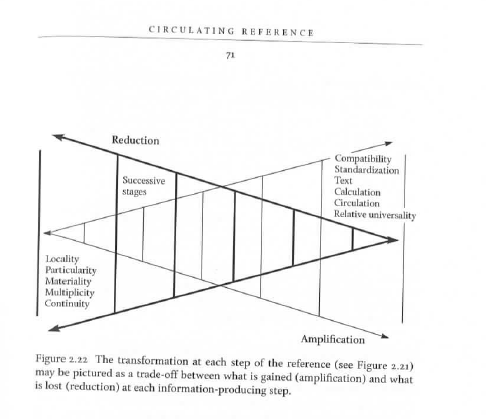 CIRCULATING REFERENCE
71
Reduction
Successive
stages
Compatibility
Standardization
Text
Calculation
Circulation
Relative universality
Locality
Particularity
Materiality
Multiplicity
Continuity
Amplification
Figure 2.22 The transformation at each step of the reference (see Figure 2.21)
may be pictured as a trade-off between what is gained (amplification) and what
is lost (reduction) at each information-producing step.